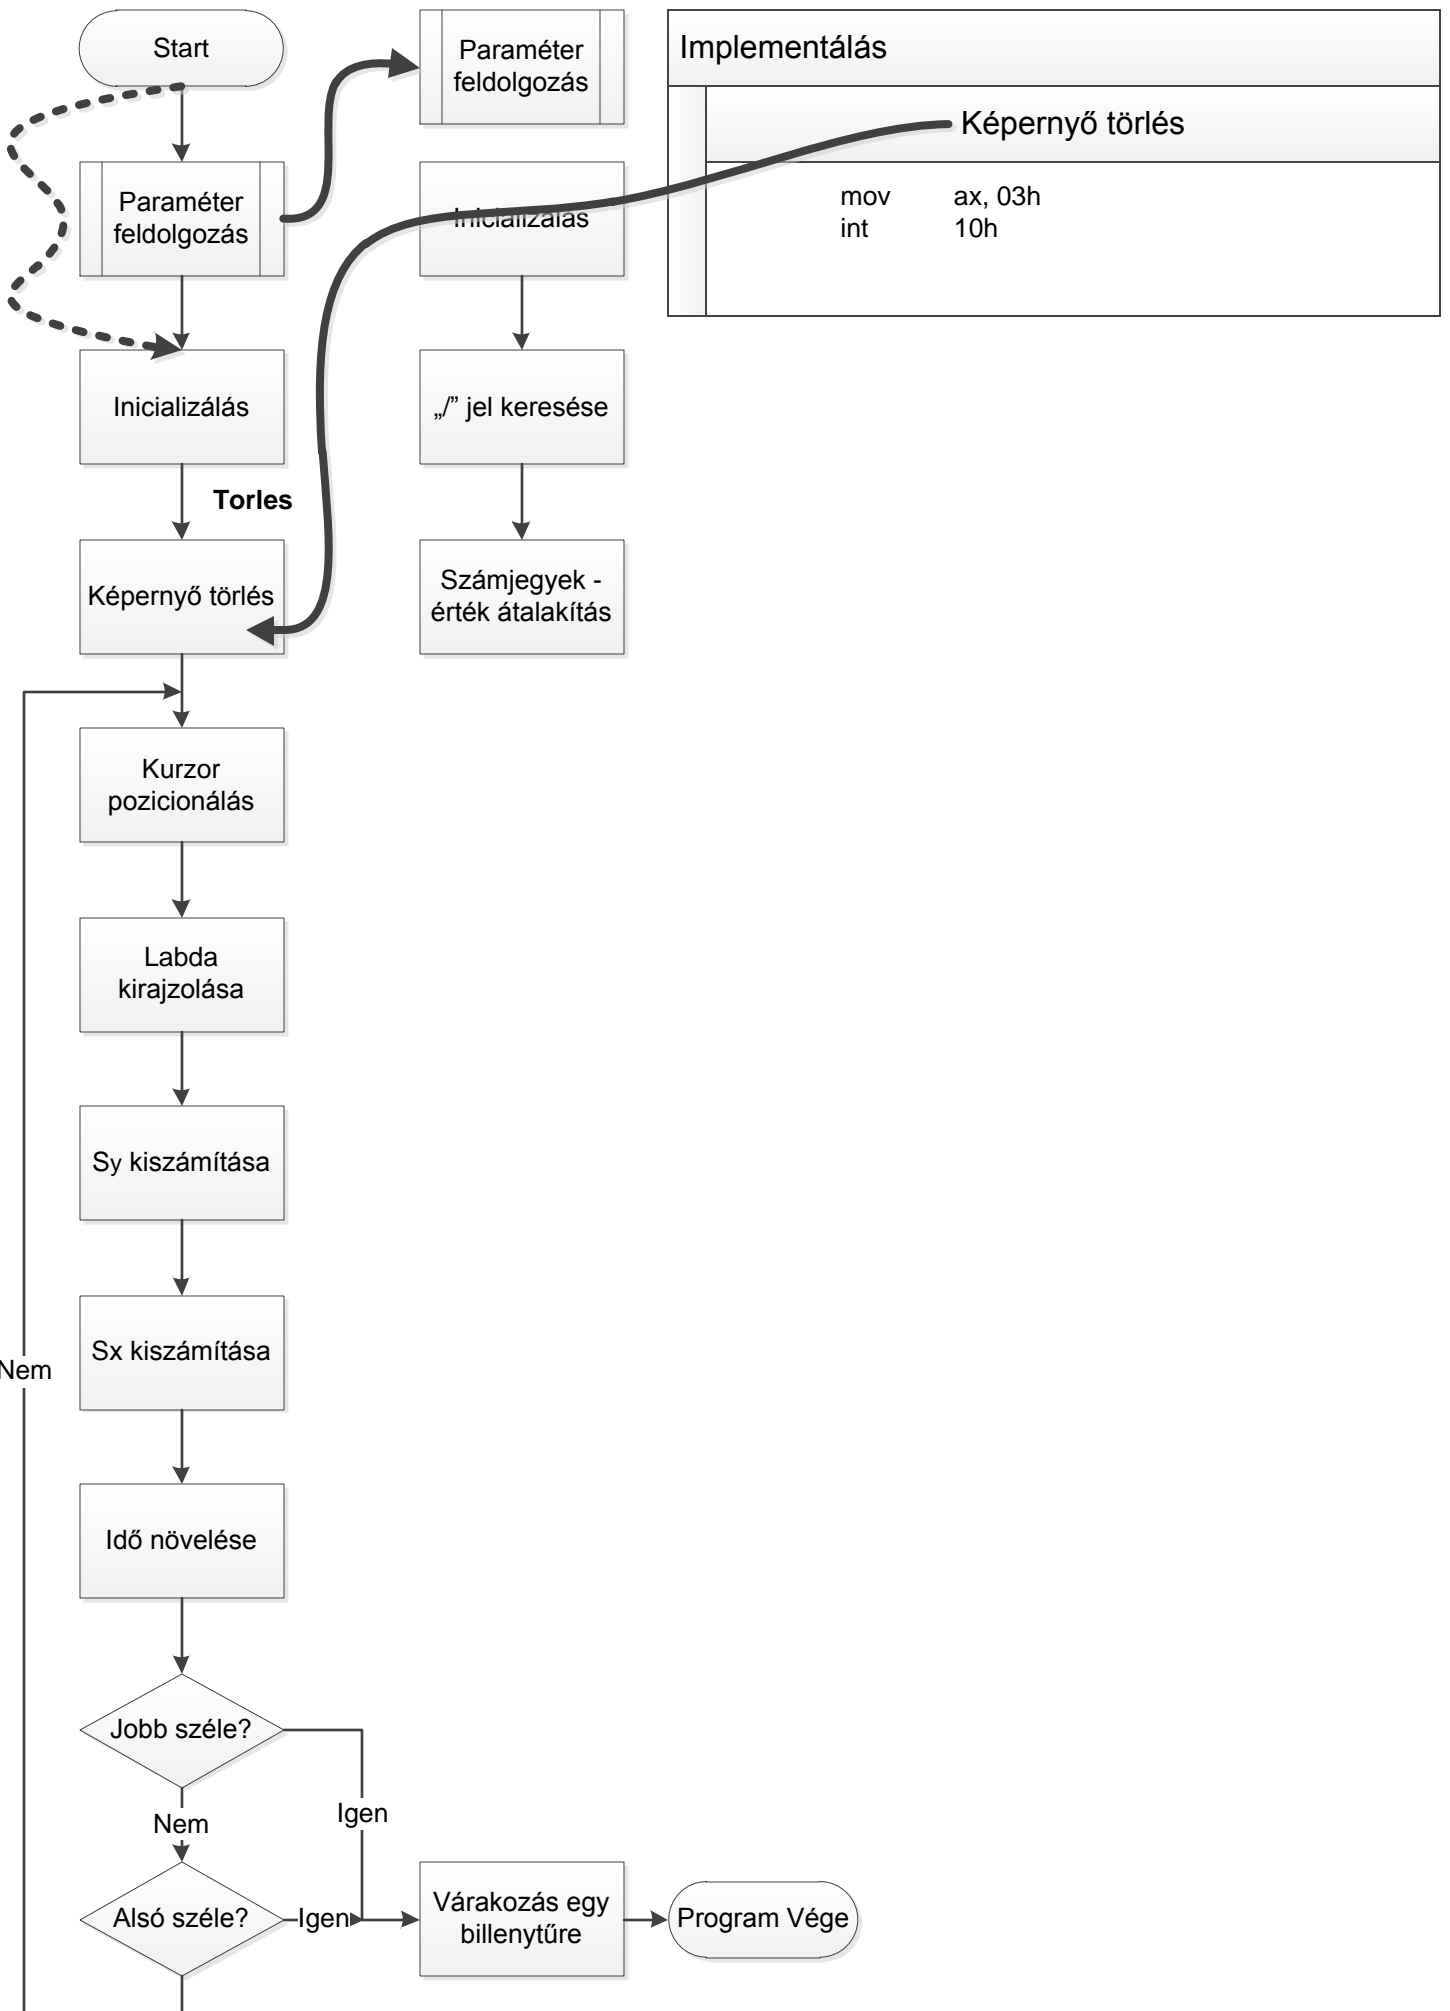 Start
Paraméter
feldolgozás
Inicializálás
Torles
Képernyő törlés
Kurzor
pozicionálás
Labda
kirajzolása
Sy kiszámítása
Sx kiszámítása
Nem
Idő növelése
Jobb széle?
Nem
Igen
Alsó széle?
Igen
Várakozás egy
billenytűre
Program Vége
Paraméter
feldolgozás
Inicializálás
„/” jel keresése
Számjegyek -
érték átalakítás
Implementálás
Képernyő törlés
mov ax, 03h
int 10h